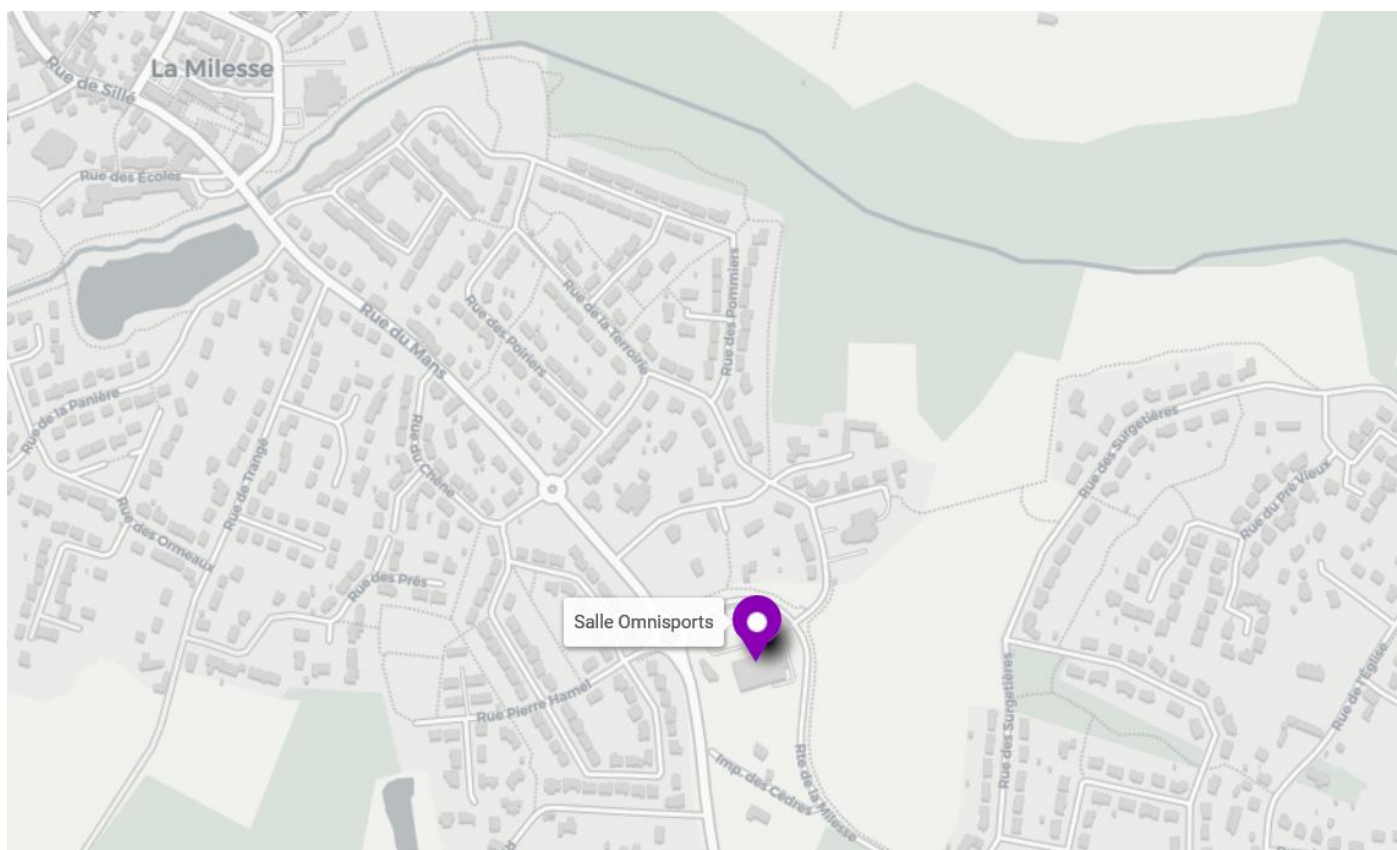 La Milesse
Rue de Sillé
Rue des Écoles
Rue du Mans
Rue des Poiriers
Rue de la Terroirie
Rue des Pommiers
Rue de la Panière
Rue de Trangé
Rue du Chêne
Rue des Ormeaux
Rue des Prés
Rue des Surgetières
Rue du Pré Vieux
Salle Omnisports
Rue Pierre Hamel
Rue des Surgetières
Rue de l'Église
Imp. des Cèdres
Rte de la Milesse